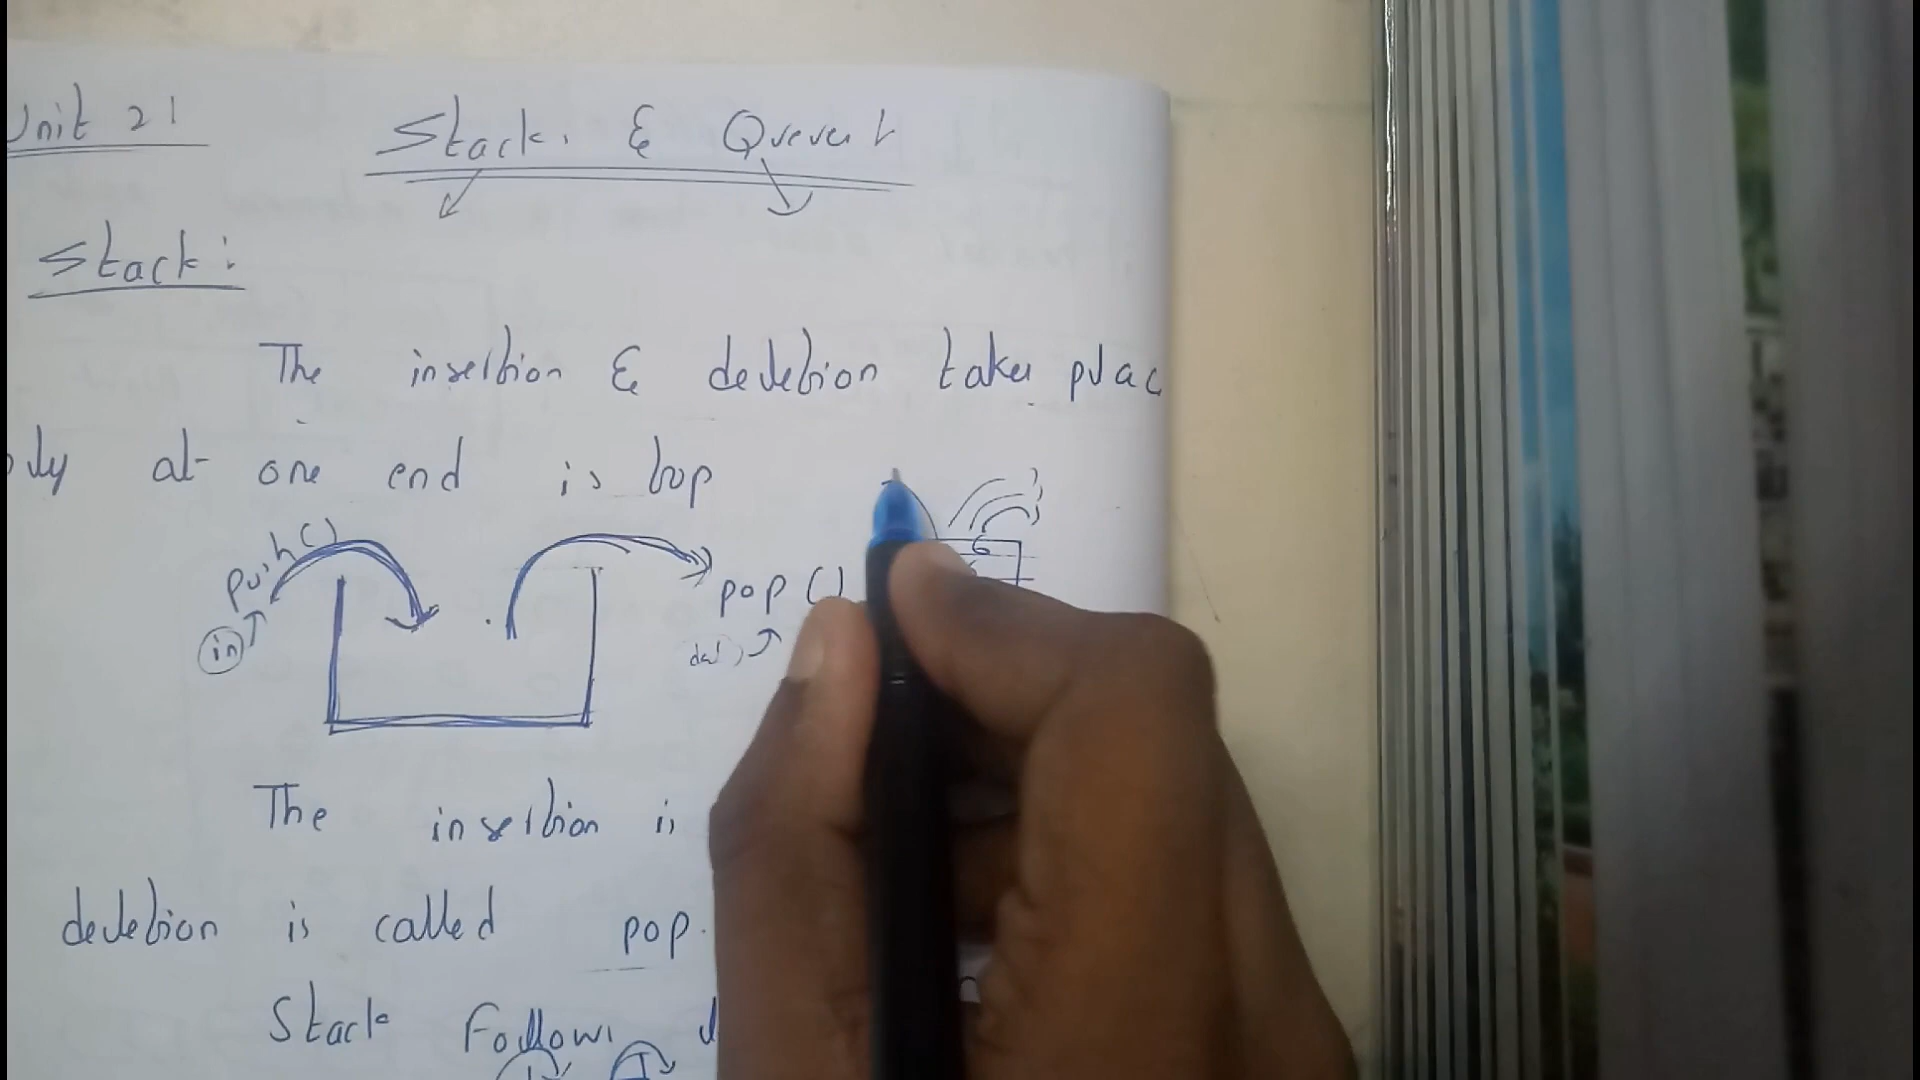 Unit 2:
Stack & Queue:
Stack:
The insertion & deletion takes plac
at one end is top
push()
in
pop()
del
6
The insertion is
deletion is called pop.
Stack Follows